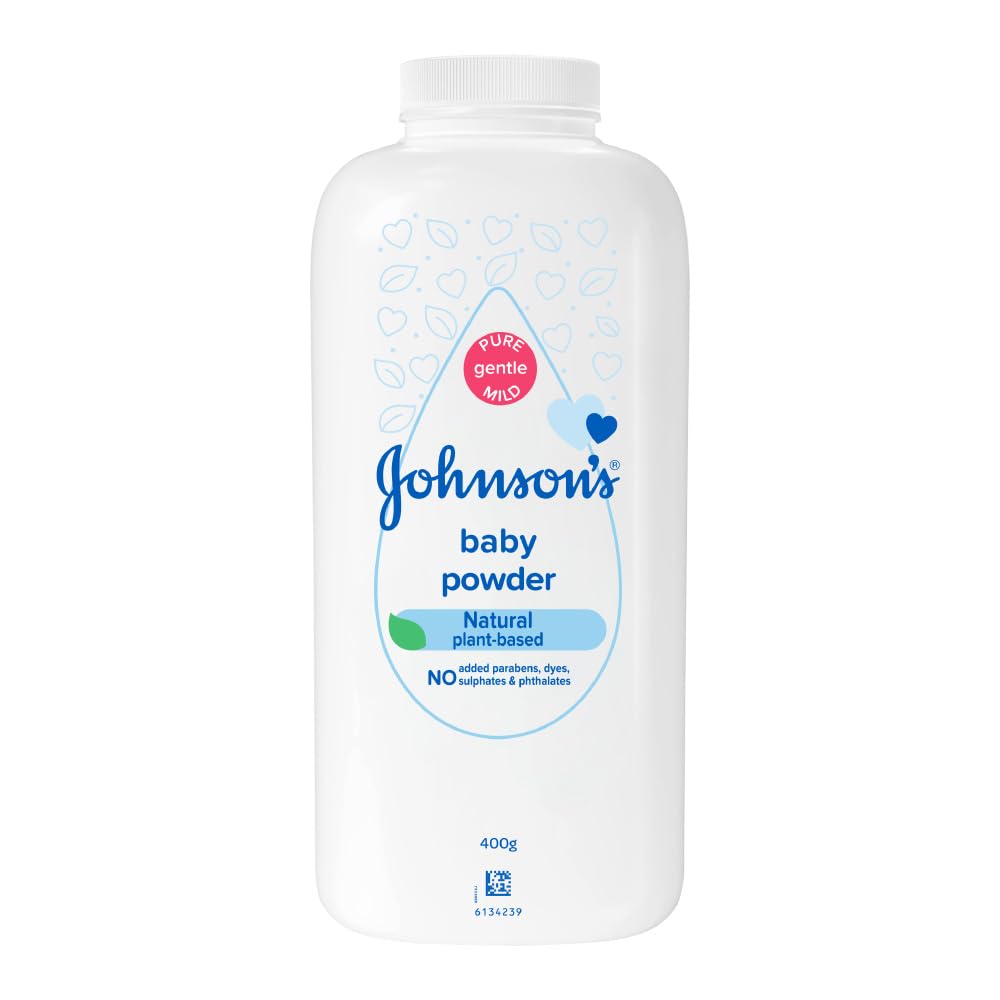 PURE
gentle
MILD
Johnson's®
baby
powder
Natural
plant-based
NO added parabens, dyes,
sulphates & phthalates
400g
6134239